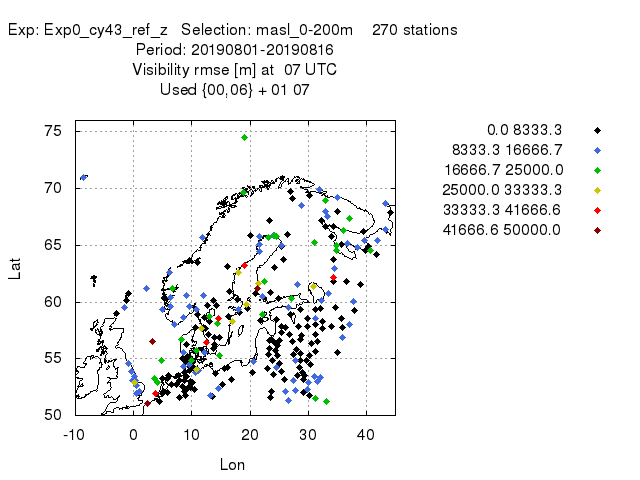 Exp: Exp0_cy43_ref_z Selection: masl_0-200m 270 stations
Period: 20190801-20190816
Visibility rmse [m] at 07 UTC
Used {00,06} + 01 07
0.0 8333.3
8333.3 16666.7
16666.7 25000.0
25000.0 33333.3
33333.3 41666.6
41666.6 50000.0
75
70
65
60
55
50
Lat
-10 0 10 20 30 40
Lon